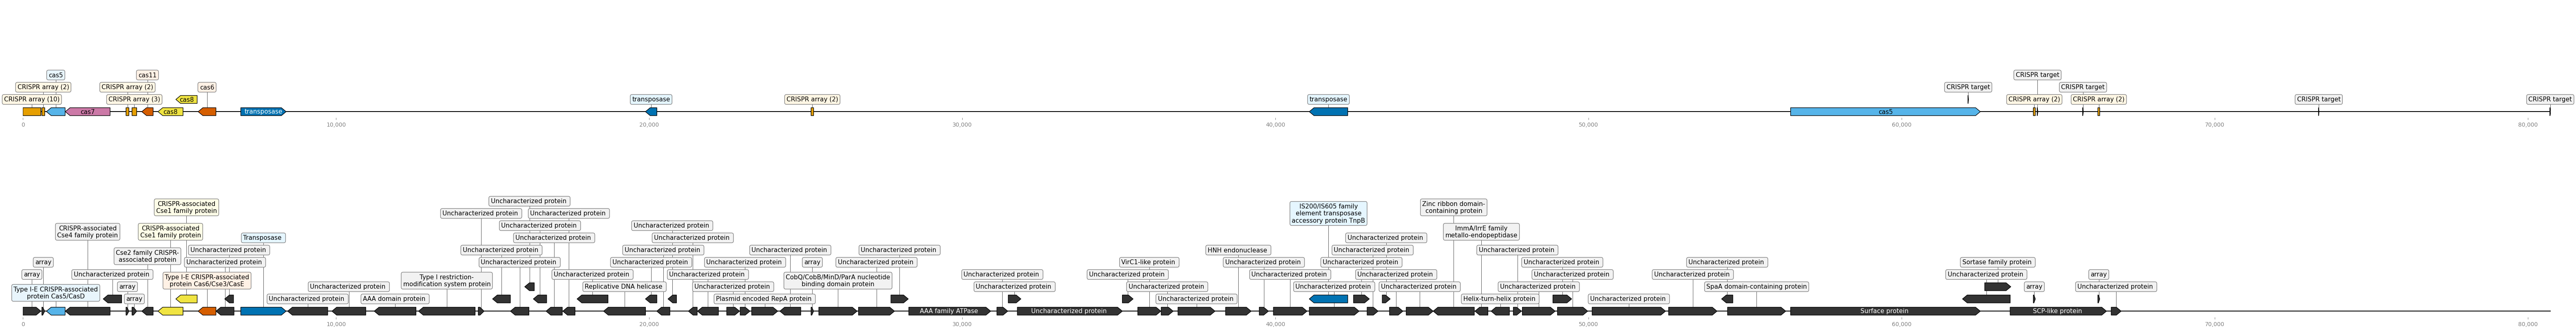 cas5
cas11
CRISPR target
CRISPR array (2)
CRISPR array (2)
cas6
CRISPR target
CRISPR target
CRISPR array (10)
CRISPR array (3)
cas8
transposase
CRISPR array (2)
transposase
CRISPR array (2)
CRISPR array (2)
CRISPR target
CRISPR target
cas7
cas8
transposase
cas5
0
10,000
20,000
30,000
40,000
50,000
60,000
70,000
80,000
Uncharacterized protein
CRISPR-associated
Cse1 family protein
Zinc ribbon domain-
containing protein
Uncharacterized protein
Uncharacterized protein
IS200/IS605 family
element transposase
accessory protein TnpB
Uncharacterized protein
Uncharacterized protein
CRISPR-associated
Cse4 family protein
CRISPR-associated
Cse1 family protein
ImmA/IrrE family
metallo-endopeptidase
Transposase
Uncharacterized protein
Uncharacterized protein
Uncharacterized protein
Cse2 family CRISPR-
associated protein
Uncharacterized protein
Uncharacterized protein
Uncharacterized protein
Uncharacterized protein
Uncharacterized protein
HNH endonuclease
Uncharacterized protein
Uncharacterized protein
array
Uncharacterized protein
Uncharacterized protein
Uncharacterized protein
Uncharacterized protein
array
Uncharacterized protein
VirC1-like protein
Uncharacterized protein
Uncharacterized protein
Uncharacterized protein
Uncharacterized protein
Sortase family protein
array
Uncharacterized protein
Type I-E CRISPR-associated
protein Cas6/Cse3/CasE
Type I restriction-
modification system protein
Uncharacterized protein
Uncharacterized protein
CobQ/CobB/MinD/ParA nucleotide
binding domain protein
Uncharacterized protein
Uncharacterized protein
Uncharacterized protein
Uncharacterized protein
Uncharacterized protein
Uncharacterized protein
Uncharacterized protein
array
Type I-E CRISPR-associated
protein Cas5/CasD
array
Uncharacterized protein
Replicative DNA helicase
Uncharacterized protein
Uncharacterized protein
Uncharacterized protein
Uncharacterized protein
Uncharacterized protein
Uncharacterized protein
SpaA domain-containing protein
array
Uncharacterized protein
array
Uncharacterized protein
AAA domain protein
Plasmid encoded RepA protein
Uncharacterized protein
Helix-turn-helix protein
Uncharacterized protein
AAA family ATPase
Uncharacterized protein
Surface protein
SCP-like protein
0
10,000
20,000
30,000
40,000
50,000
60,000
70,000
80,000